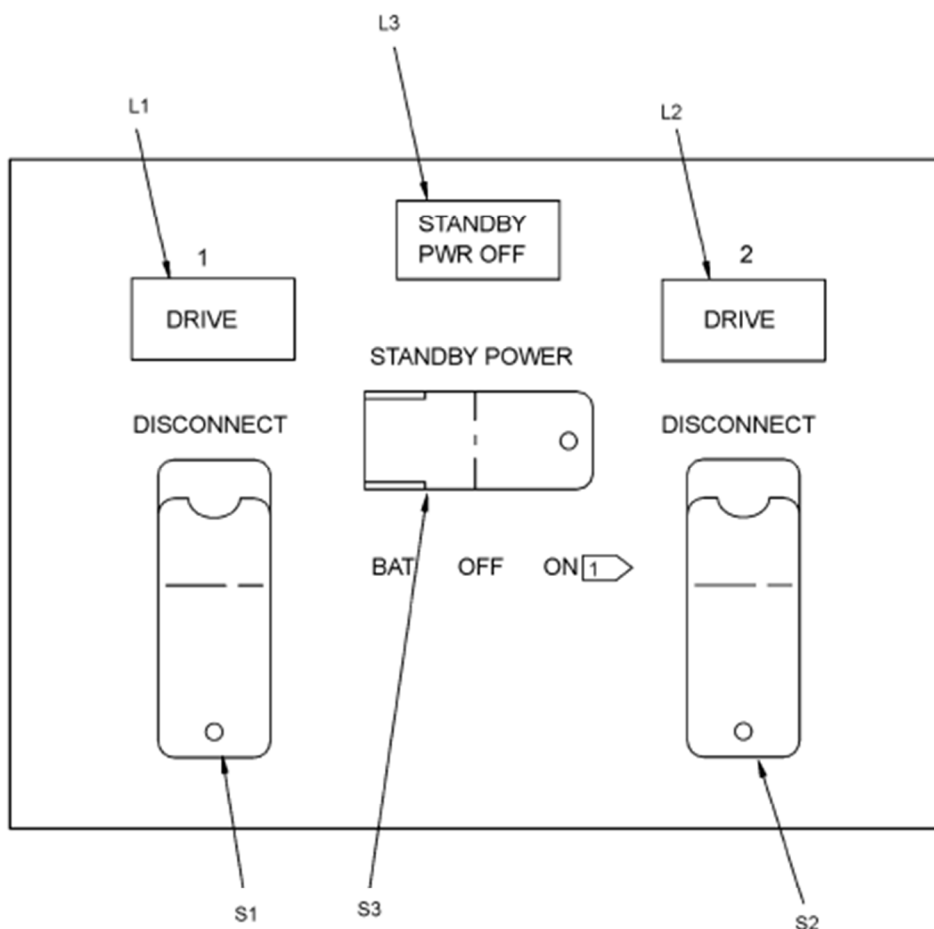 L3
L1
L2
STANDBY
PWR OFF
1
2
DRIVE
DRIVE
STANDBY POWER
DISCONNECT
DISCONNECT
BAT OFF ON 1
S1
S3
S2